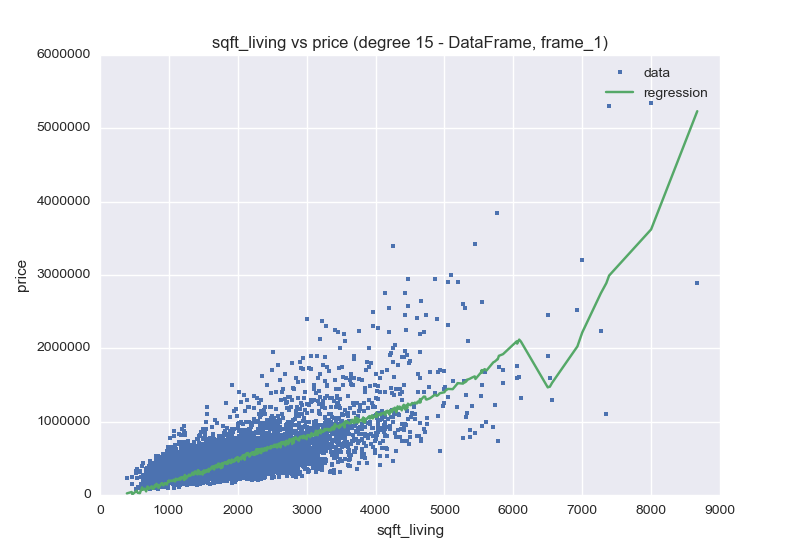 sqft_living vs price (degree 15 - DataFrame, frame_1)
6000000
5000000
4000000
3000000
2000000
1000000
0
price
data
regression
0 1000 2000 3000 4000 5000 6000 7000 8000 9000
sqft_living